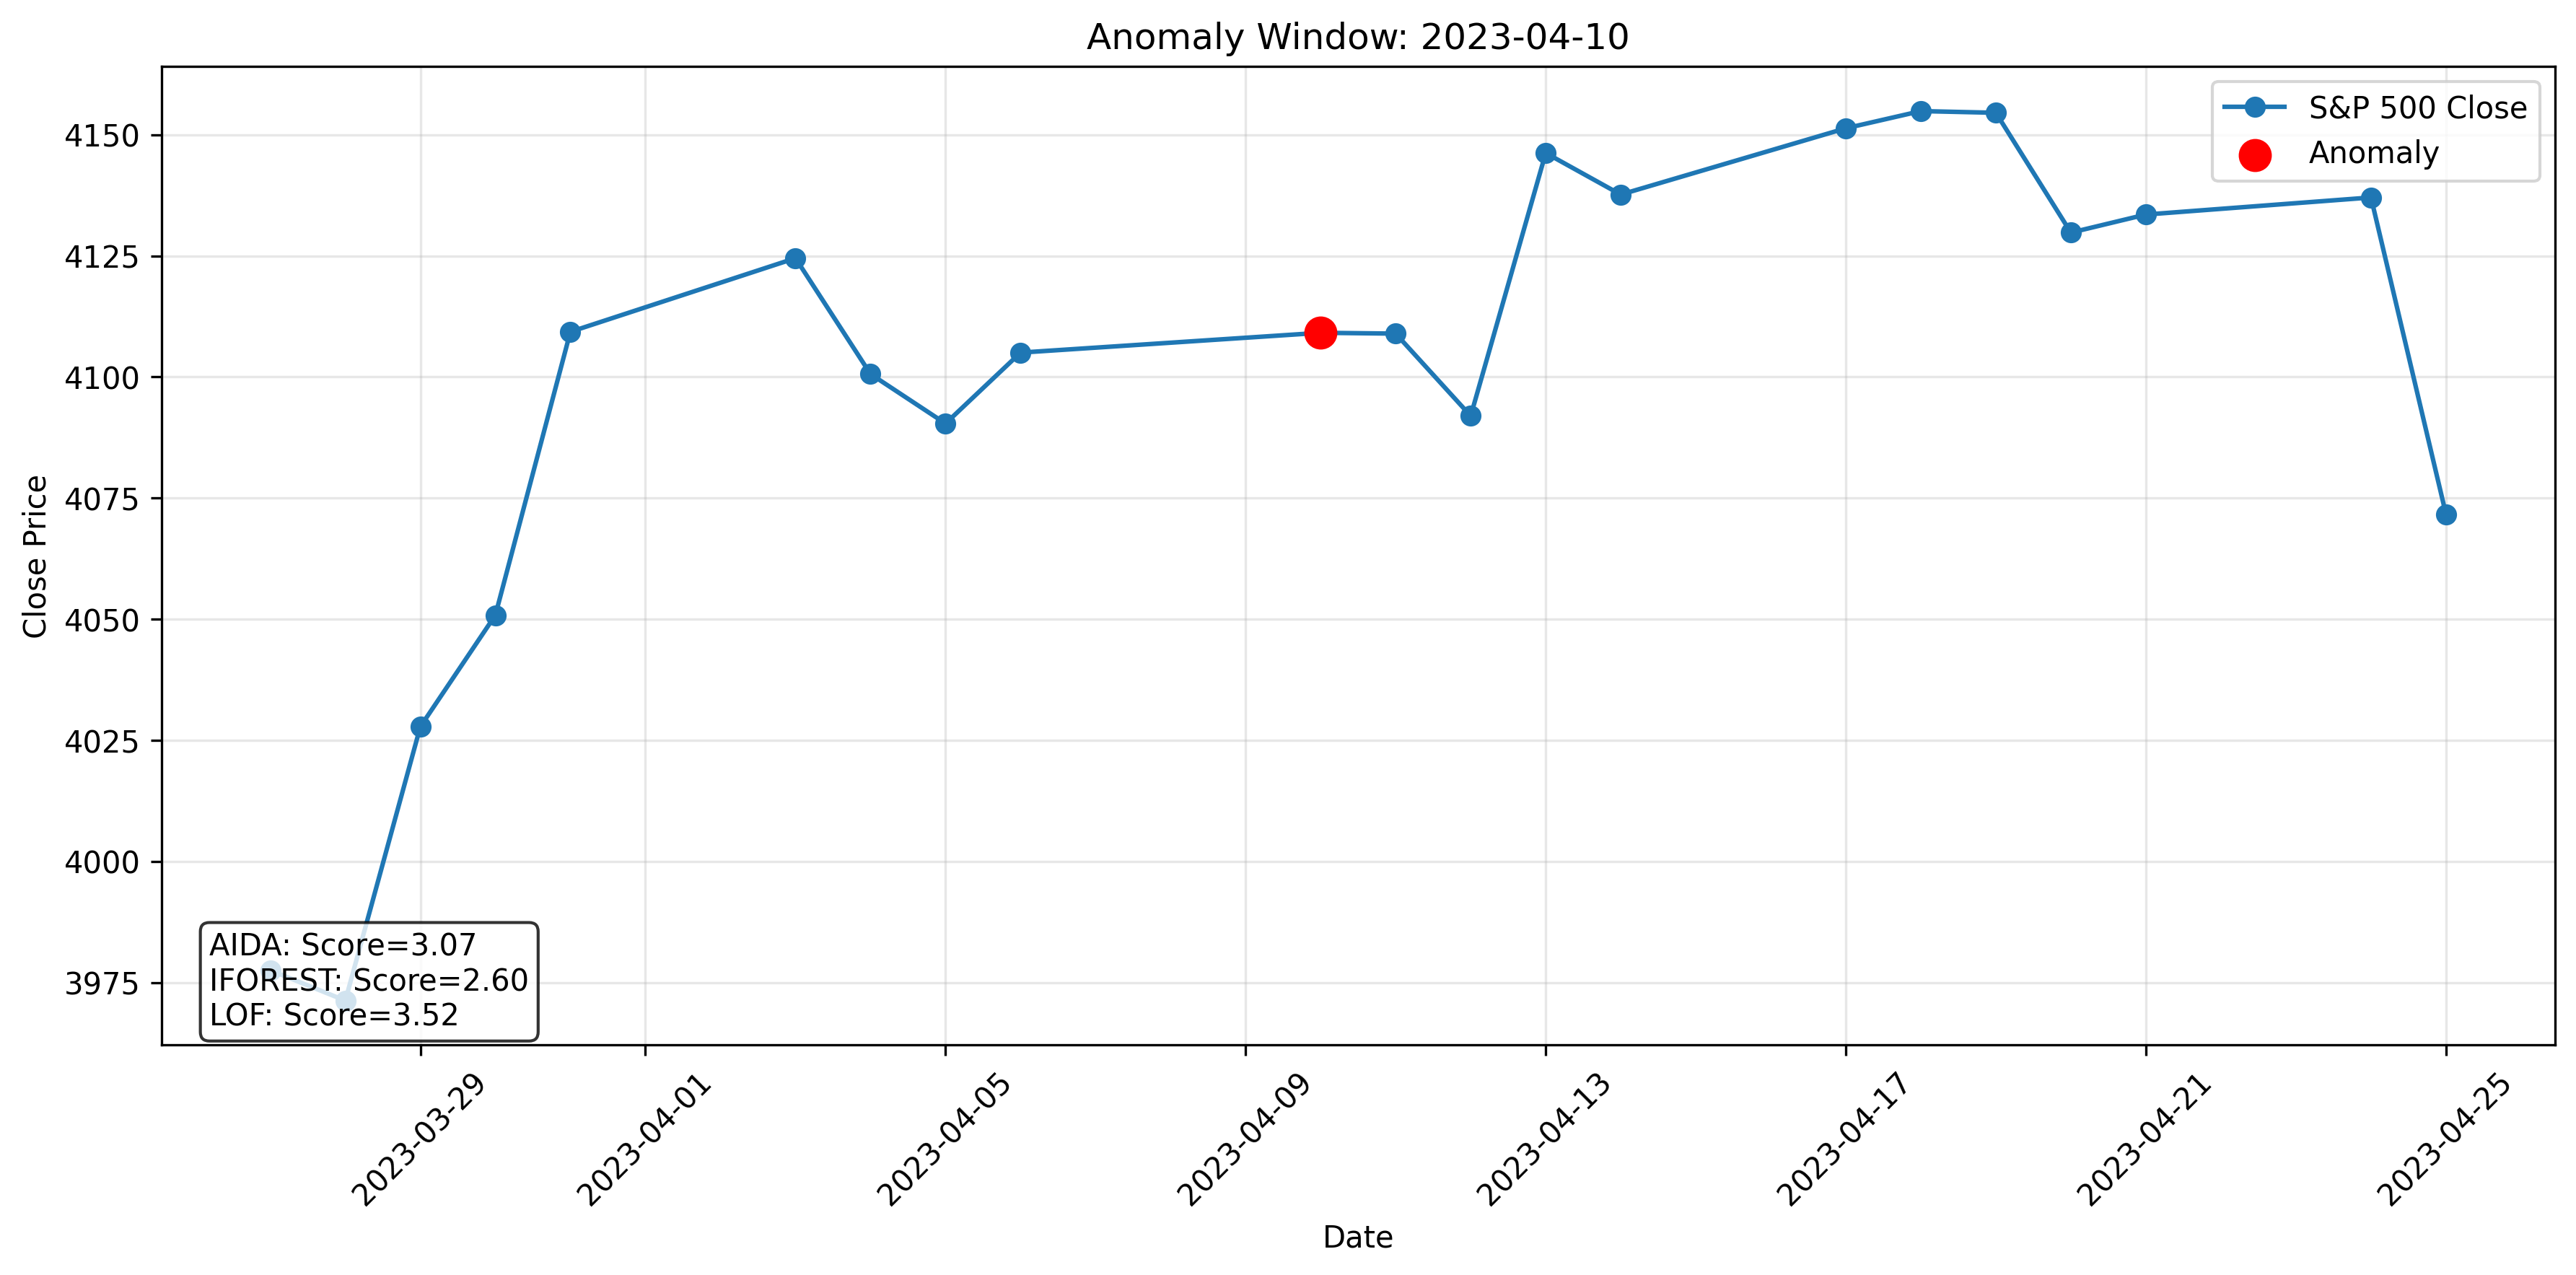 Anomaly Window: 2023-04-10
S&P 500 Close
Anomaly
4150
4125
4100
4075
4050
4025
4000
3975
Close Price
AIDA: Score=3.07
IFOREST: Score=2.60
LOF: Score=3.52
2023-03-29
2023-04-01
2023-04-05
2023-04-09
2023-04-13
2023-04-17
2023-04-21
2023-04-25
Date